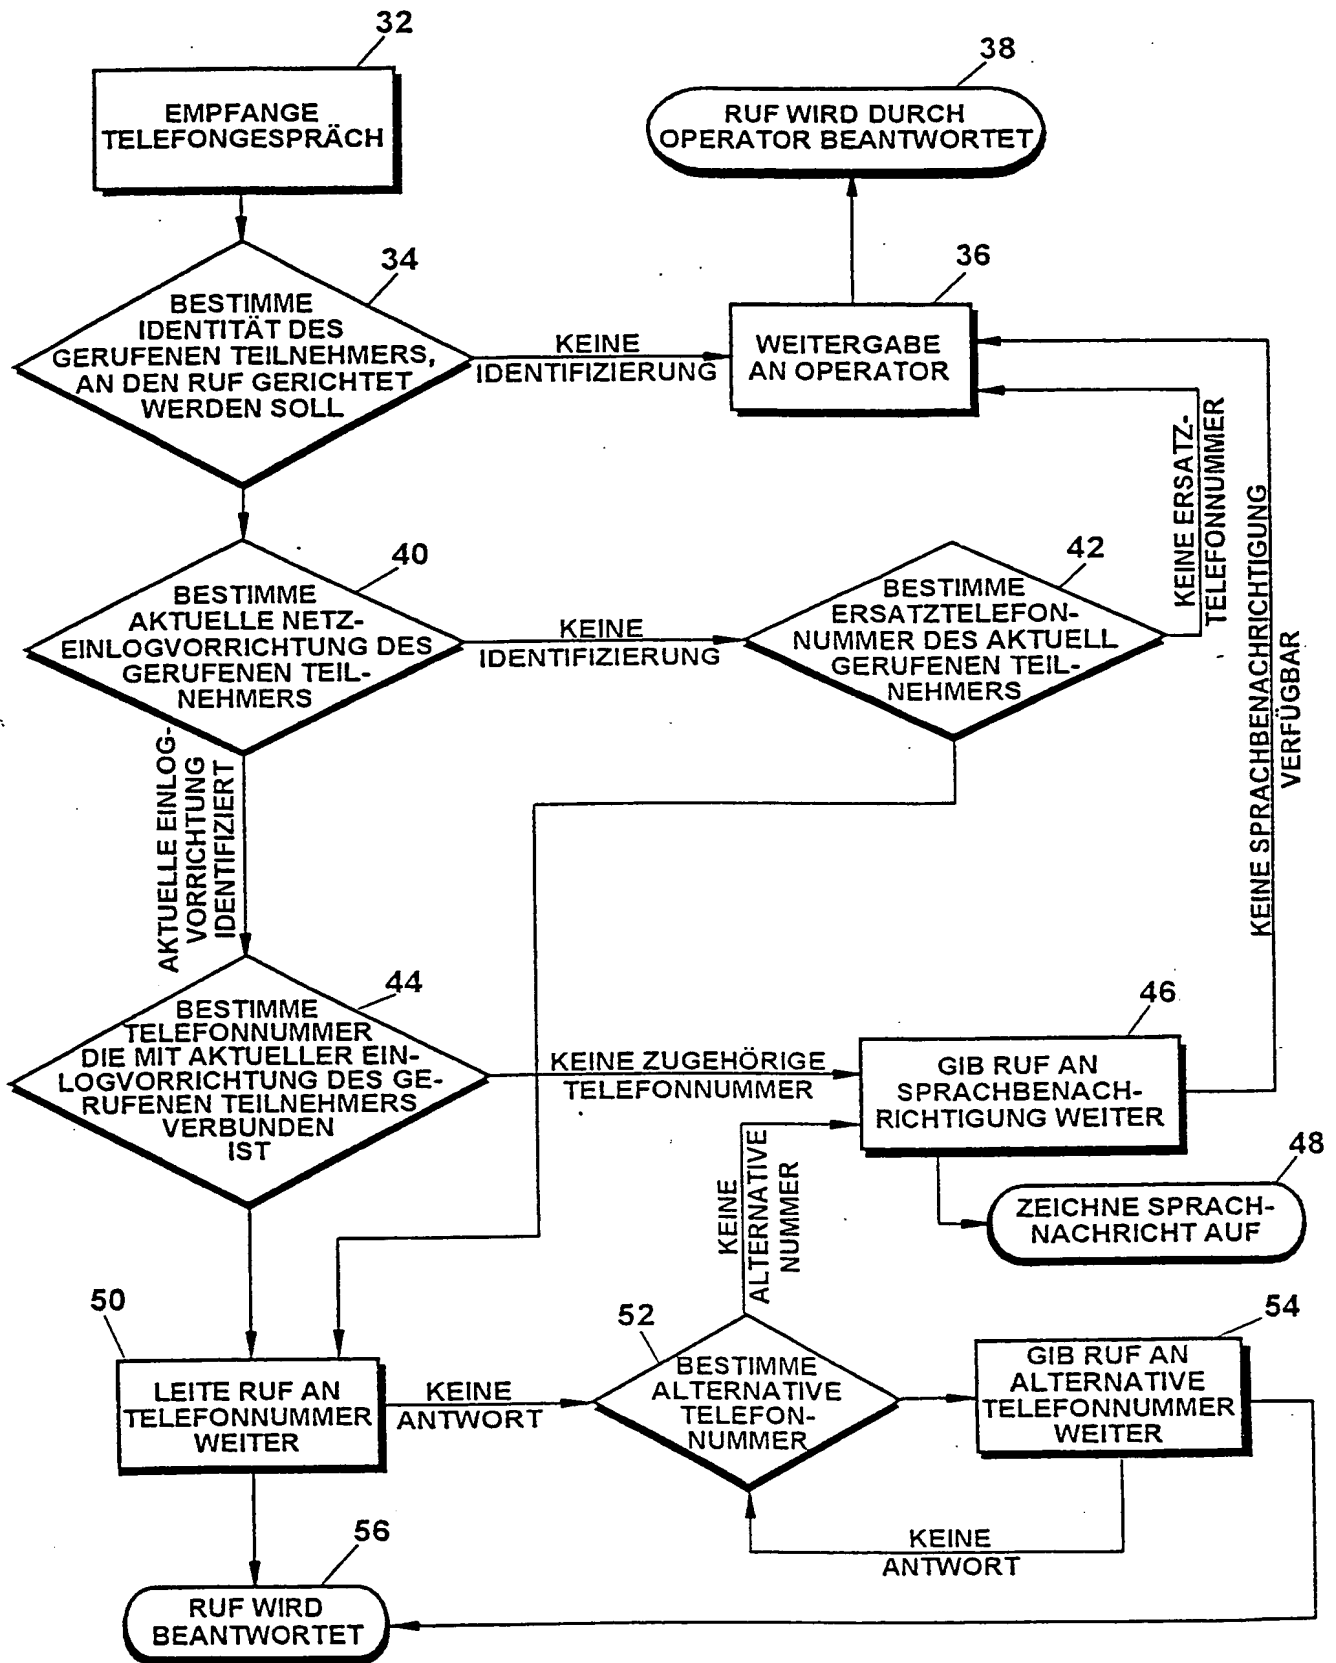 32
EMPFANGE
TELEFONGESPRÄCH
38
RUF WIRD DURCH
OPERATOR BEANTWORTET
34
BESTIMME
IDENTITÄT DES
GERUFENEN TEILNEHMERS,
AN DEN RUF GERICHTET
WERDEN SOLL
KEINE
IDENTIFIZIERUNG
36
WEITERGABE
AN OPERATOR
KEINE ERSATZ-
TELEFONNUMMER
KEINE SPRACHBENACHRICHTIGUNG
VERFÜGBAR
40
BESTIMME
AKTUELLE NETZ-
EINLOGVORRICHTUNG DES
GERUFENEN TEIL-
NEHMERS
KEINE
IDENTIFIZIERUNG
42
BESTIMME
ERSATZTELEFON-
NUMMER DES AKTUELL
GERUFENEN TEIL-
NEHMERS
AKTUELLE EINLOG-
VORRICHTUNG
IDENTIFIZIERT
44
BESTIMME
TELEFONNUMMER
DIE MIT AKTUELLER EIN-
LOGVORRICHTUNG DES GE-
RUFENEN TEILNEHMERS
VERBUNDEN
IST
KEINE ZUGEHÖRIGE
TELEFONNUMMER
46
GIB RUF AN
SPRACHBENACH-
RICHTIGUNG WEITER
48
ZEICHNE SPRACH-
NACHRICHT AUF
KEINE
ALTERNATIVE
NUMMER
50
LEITE RUF AN
TELEFONNUMMER
WEITER
KEINE
ANTWORT
52
BESTIMME
ALTERNATIVE
TELEFON-
NUMMER
54
GIB RUF AN
ALTERNATIVE
TELEFONNUMMER
WEITER
KEINE
ANTWORT
56
RUF WIRD
BEANTWORTET